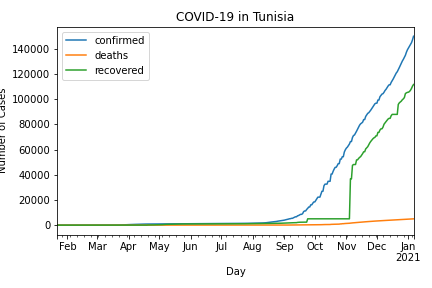 COVID-19 in Tunisia
confirmed
deaths
recovered
140000
120000
100000
80000
60000
40000
20000
0
Number of Cases
Feb Mar Apr May Jun Jul Aug Sep Oct Nov Dec Jan
2021
Day